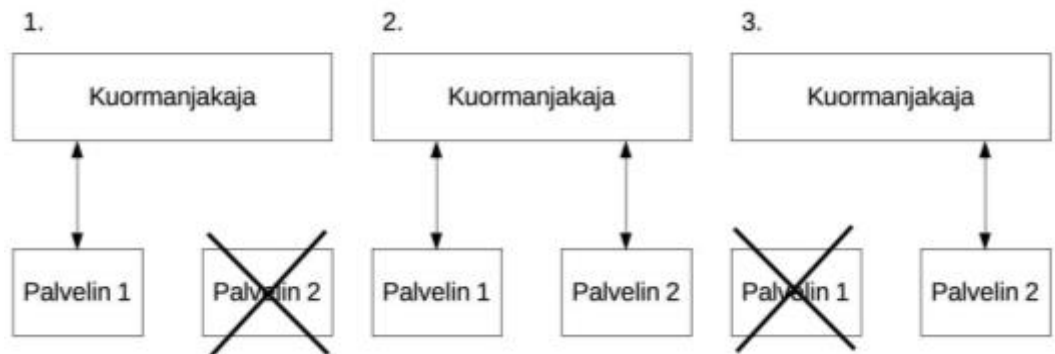 1. 2. 3.
Kuormanjakaja Kuormanjakaja Kuormanjakaja
Palvelin 1 Palvelin 2 Palvelin 1 Palvelin 2 Palvelin 1 Palvelin 2